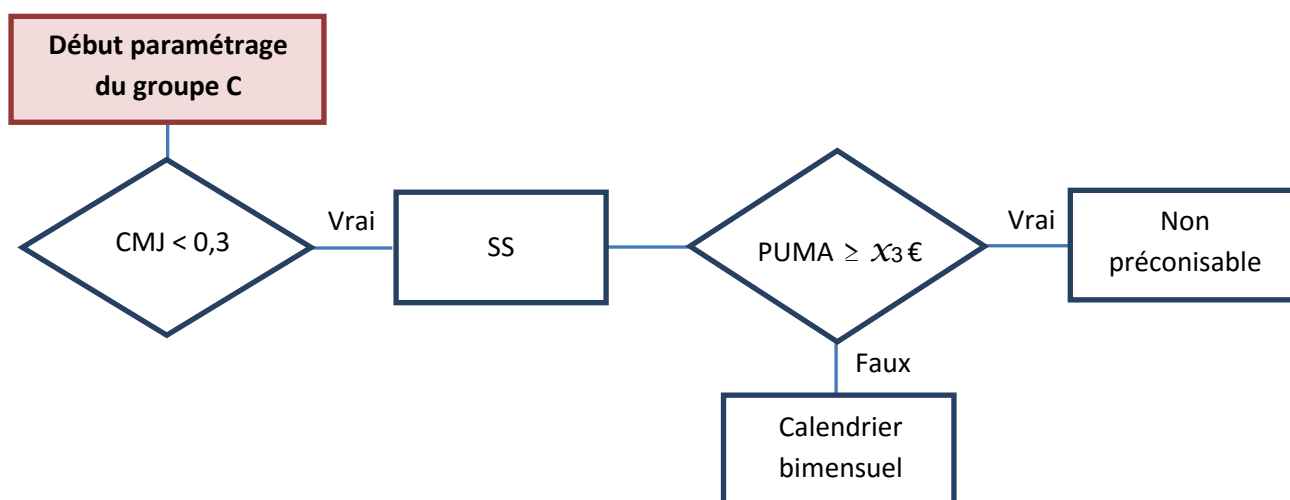 Début paramétrage
du groupe C
CMJ < 0,3
Vrai
SS
PUMA ≥ x3 €
Vrai
Non
préconisable
Faux
Calendrier
bimensuel